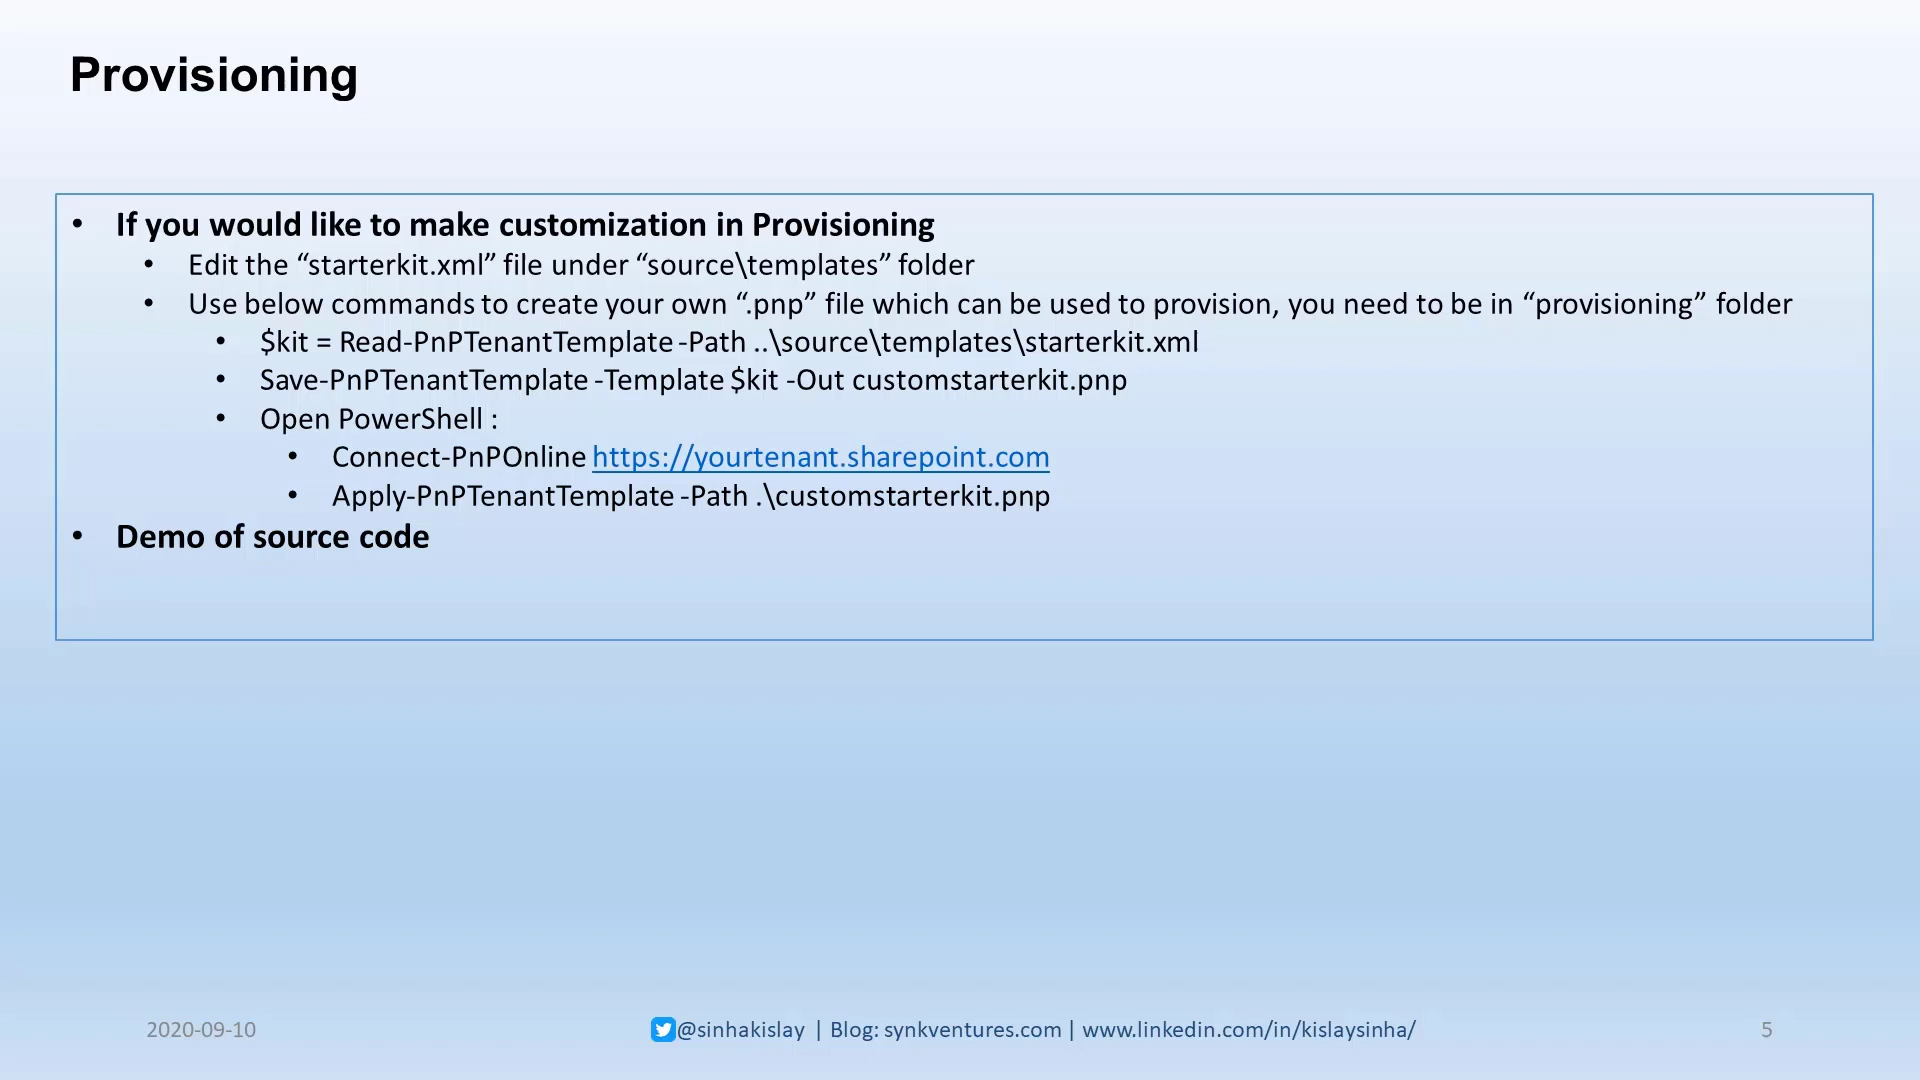 Provisioning
• If you would like to make customization in Provisioning
• Edit the “starterkit.xml” file under “source\templates” folder
• Use below commands to create your own “.pnp” file which can be used to provision, you need to be in “provisioning” folder
• $kit = Read-PnPTenantTemplate -Path ..\source\templates\starterkit.xml
• Save-PnPTenantTemplate -Template $kit -Out customstarterkit.pnp
• Open PowerShell :
• Connect-PnPOnline https://yourtenant.sharepoint.com
• Apply-PnPTenantTemplate -Path .\customstarterkit.pnp
• Demo of source code
2020-09-10
@sinhakislay | Blog: synkventures.com | www.linkedin.com/in/kislaysinha/
5